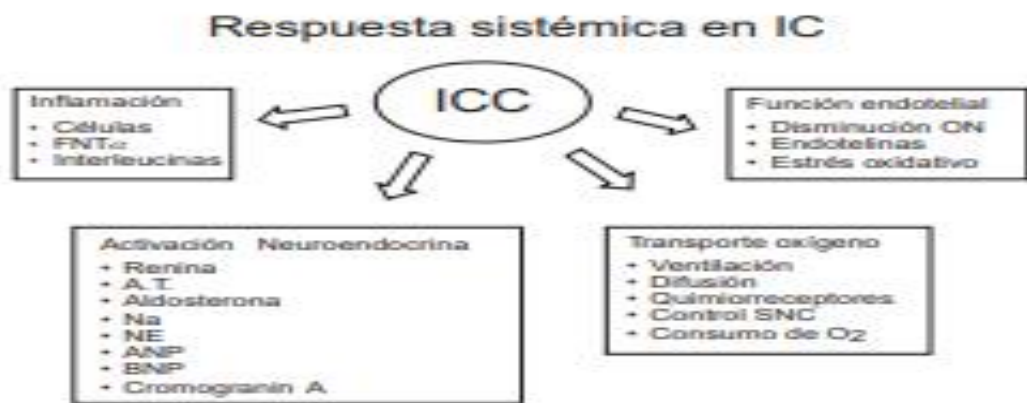 Respuesta sistémica en IC
ICC
Inflamación
• Células
• FNTα
• Interleucinas
Función endotelial
• Disminución ON
• Endotelinas
• Estrés oxidativo
Activación Neuroendocrina
• Renina
• A.T.
• Aldosterona
• Na
• NE
• ANP
• BNP
• Cromogranin A
Transporte oxígeno
• Ventilación
• Difusión
• Quimiorreceptores.
• Control SNC
• Consumo de O2